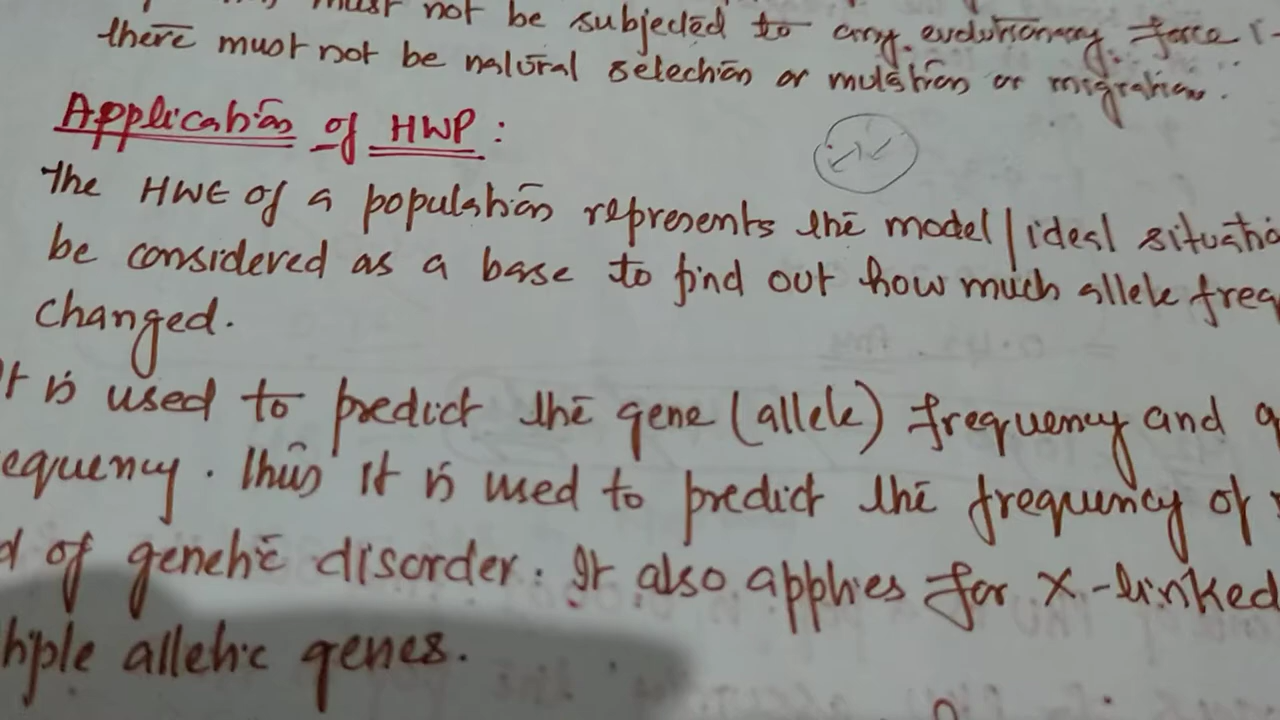 must not be subjected to any evolutionary force
there must not be natural selection or mutation or migration.
Application of HWP:
The HWE of a population represents the model/ideal situatio
be considered as a base to find out how much allele freq
changed.
It is used to predict the gene (allele) frequency and g
equency. Thus it is used to predict the frequency of
d of genetic disorder. It also applies for X-linked
tiple allelic genes.